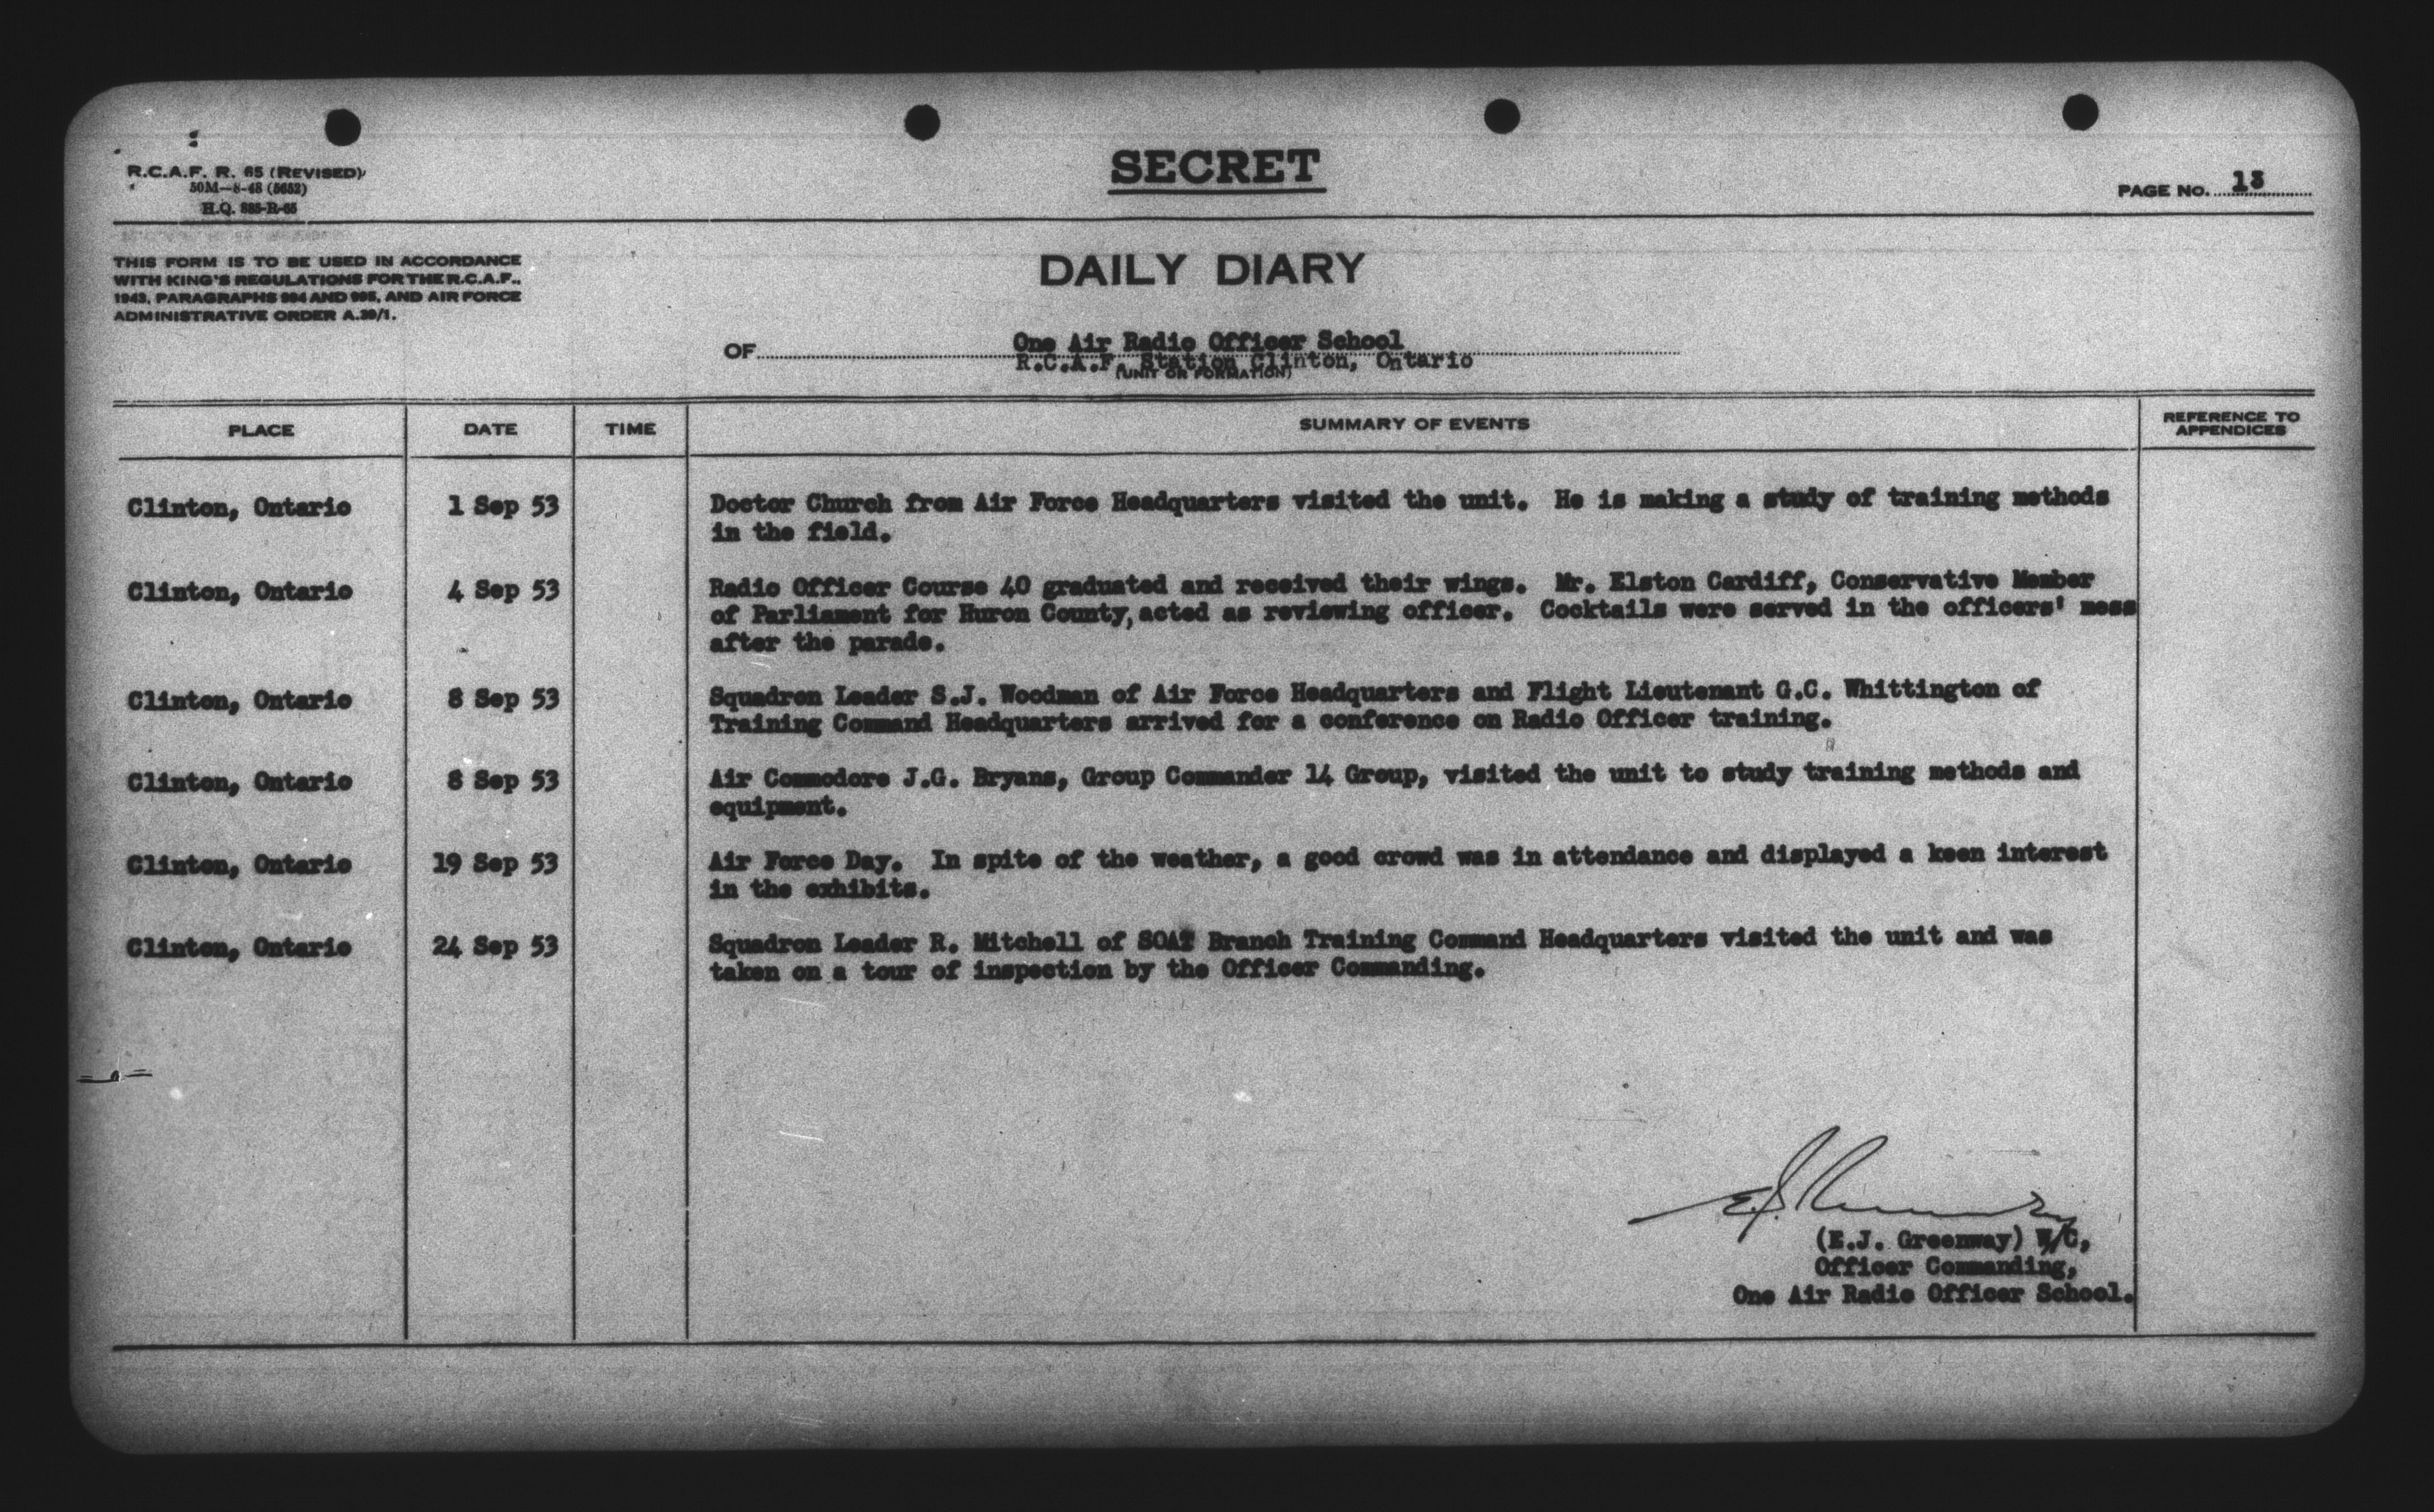 R.C.A.F. R. 65 (REVISED)
50M—8-48 (5652)
H.Q. 885-R-65
SECRET
PAGE NO. 13
THIS FORM IS TO BE USED IN ACCORDANCE
WITH KING'S REGULATIONS FOR THE R.C.A.F.,
1943, PARAGRAPHS 994 AND 995, AND AIR FORCE
ADMINISTRATIVE ORDER A.39/1.
DAILY DIARY
OF One Air Radio Officer School
R.C.A.F. Station Clinton, Ontario
(UNIT OR FORMATION)
PLACE DATE TIME SUMMARY OF EVENTS REFERENCE TO APPENDICES
Clinton, Ontario 1 Sep 53 Doctor Church from Air Force Headquarters visited the unit. He is making a study of training methods
in the field.
Clinton, Ontario 4 Sep 53 Radio Officer Course 40 graduated and received their wings. Mr. Elston Cardiff, Conservative Member
of Parliament for Huron County, acted as reviewing officer. Cocktails were served in the officers' mess
after the parade.
Clinton, Ontario 8 Sep 53 Squadron Leader S.J. Woodman of Air Force Headquarters and Flight Lieutenant G.C. Whittington of
Training Command Headquarters arrived for a conference on Radio Officer training.
Clinton, Ontario 8 Sep 53 Air Commodore J.G. Bryans, Group Commander 14 Group, visited the unit to study training methods and
equipment.
Clinton, Ontario 19 Sep 53 Air Force Day. In spite of the weather, a good crowd was in attendance and displayed a keen interest
in the exhibits.
Clinton, Ontario 24 Sep 53 Squadron Leader R. Mitchell of SOAT Branch Training Command Headquarters visited the unit and was
taken on a tour of inspection by the Officer Commanding.
(E.J. Greenway) W/C,
Officer Commanding,
One Air Radio Officer School.